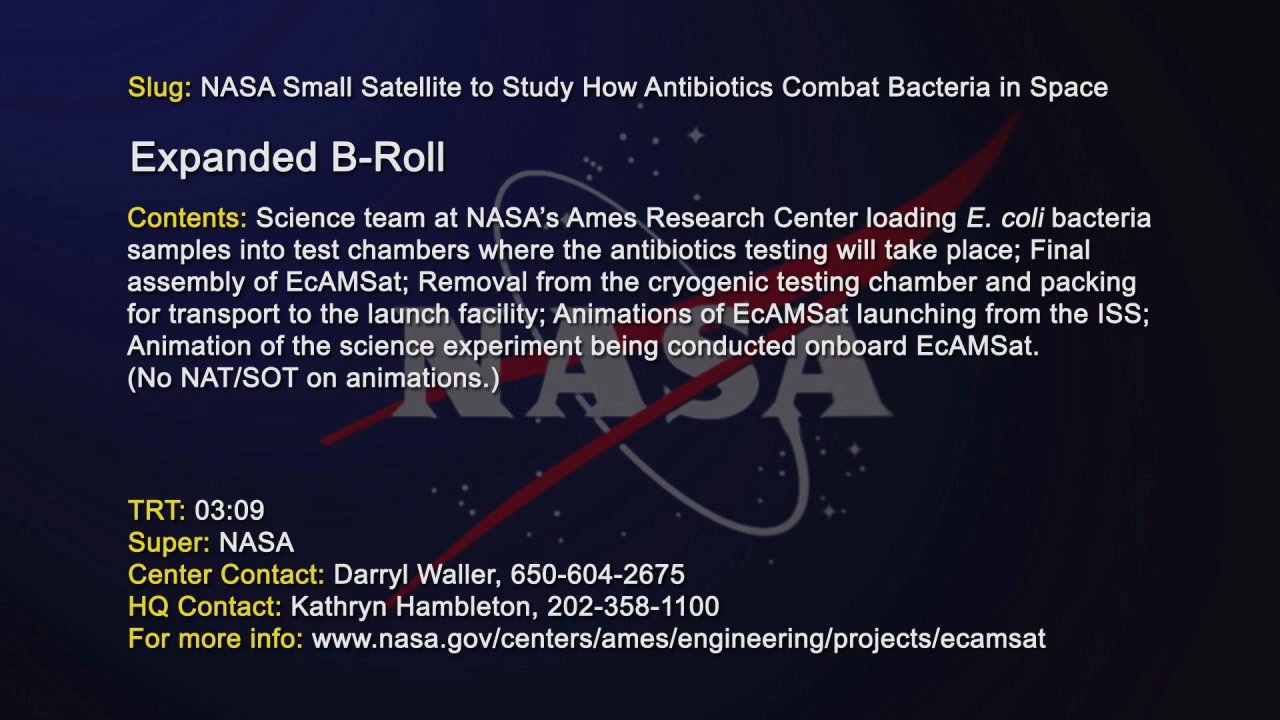 Slug: NASA Small Satellite to Study How Antibiotics Combat Bacteria in Space
Expanded B-Roll
Contents: Science team at NASA’s Ames Research Center loading E. coli bacteria
samples into test chambers where the antibiotics testing will take place; Final
assembly of EcAMSat; Removal from the cryogenic testing chamber and packing
for transport to the launch facility; Animations of EcAMSat launching from the ISS;
Animation of the science experiment being conducted onboard EcAMSat.
(No NAT/SOT on animations.)
NASA
TRT: 03:09
Super: NASA
Center Contact: Darryl Waller, 650-604-2675
HQ Contact: Kathryn Hambleton, 202-358-1100
For more info: www.nasa.gov/centers/ames/engineering/projects/ecamsat